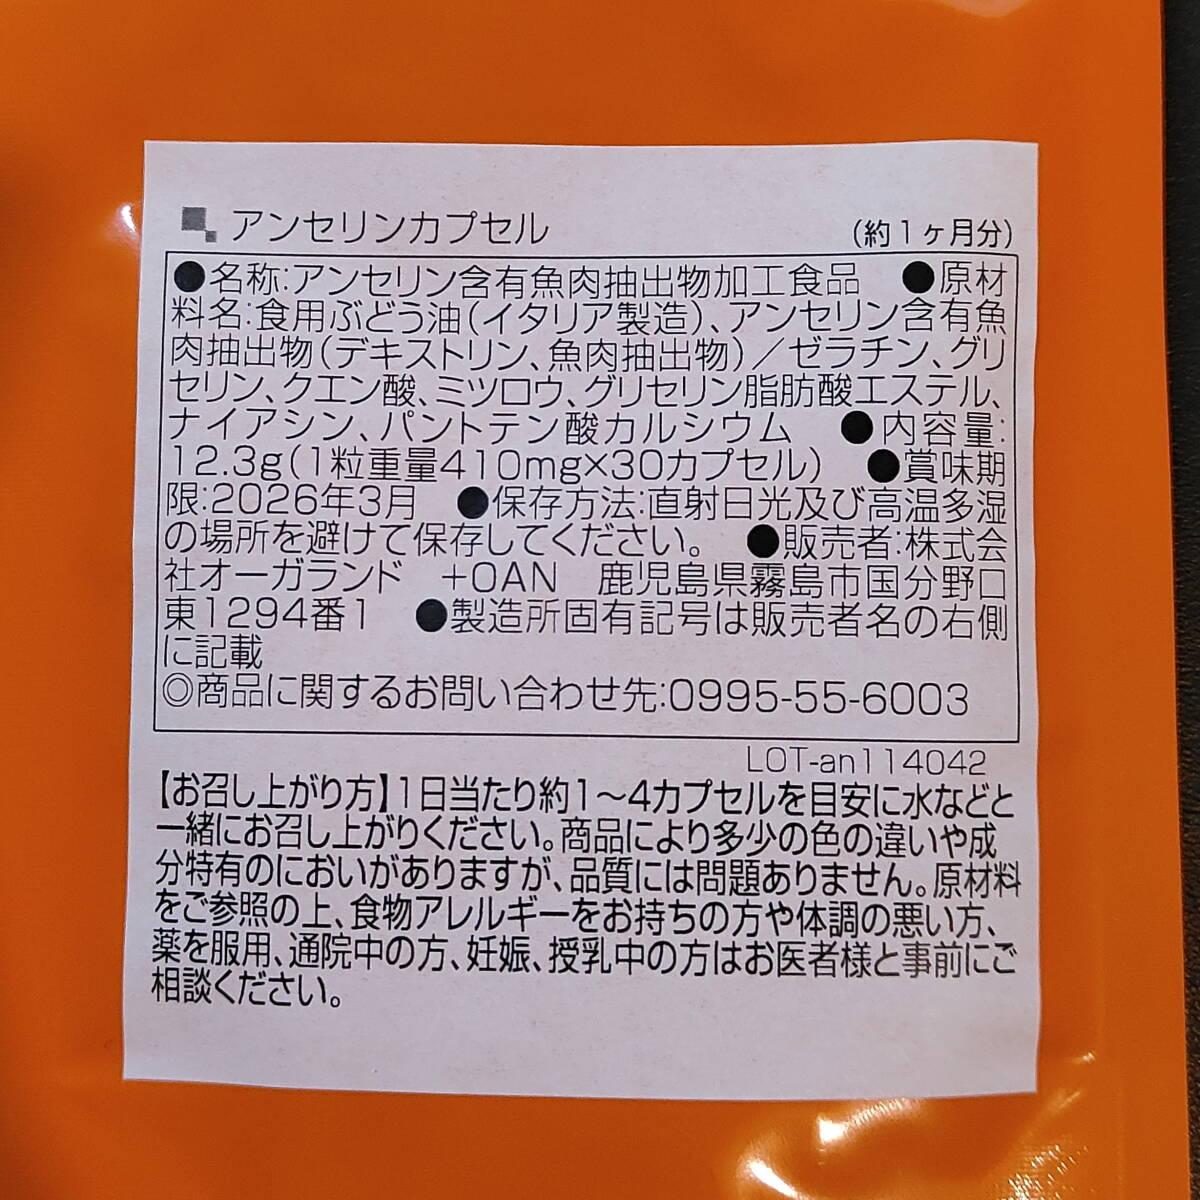 アンセリンカプセル (約1ヶ月分)
●名称:アンセリン含有魚肉抽出物加工食品 ●原材
料名:食用ぶどう油(イタリア製造)、アンセリン含有魚
肉抽出物(デキストリン、魚肉抽出物)/ゼラチン、グリ
セリン、クエン酸、ミツロウ、グリセリン脂肪酸エステル、
ナイアシン、パントテン酸カルシウム ●内容量:
12.3g(1粒重量410mg×30カプセル) ●賞味期
限:2026年3月 ●保存方法:直射日光及び高温多湿
の場所を避けて保存してください。 ●販売者:株式会
社オーガランド +OAN 鹿児島県霧島市国分野口
東1294番1 ●製造所固有記号は販売者名の右側
に記載
◎商品に関するお問い合わせ先:0995-55-6003
LOT-an114042
【お召し上がり方】1日当たり約1～4カプセルを目安に水などと
一緒にお召し上がりください。商品により多少の色の違いや成
分特有のにおいがありますが、品質には問題ありません。原材料
をご参照の上、食物アレルギーをお持ちの方や体調の悪い方、
薬を服用、通院中の方、妊娠、授乳中の方はお医者様と事前にご
相談ください。